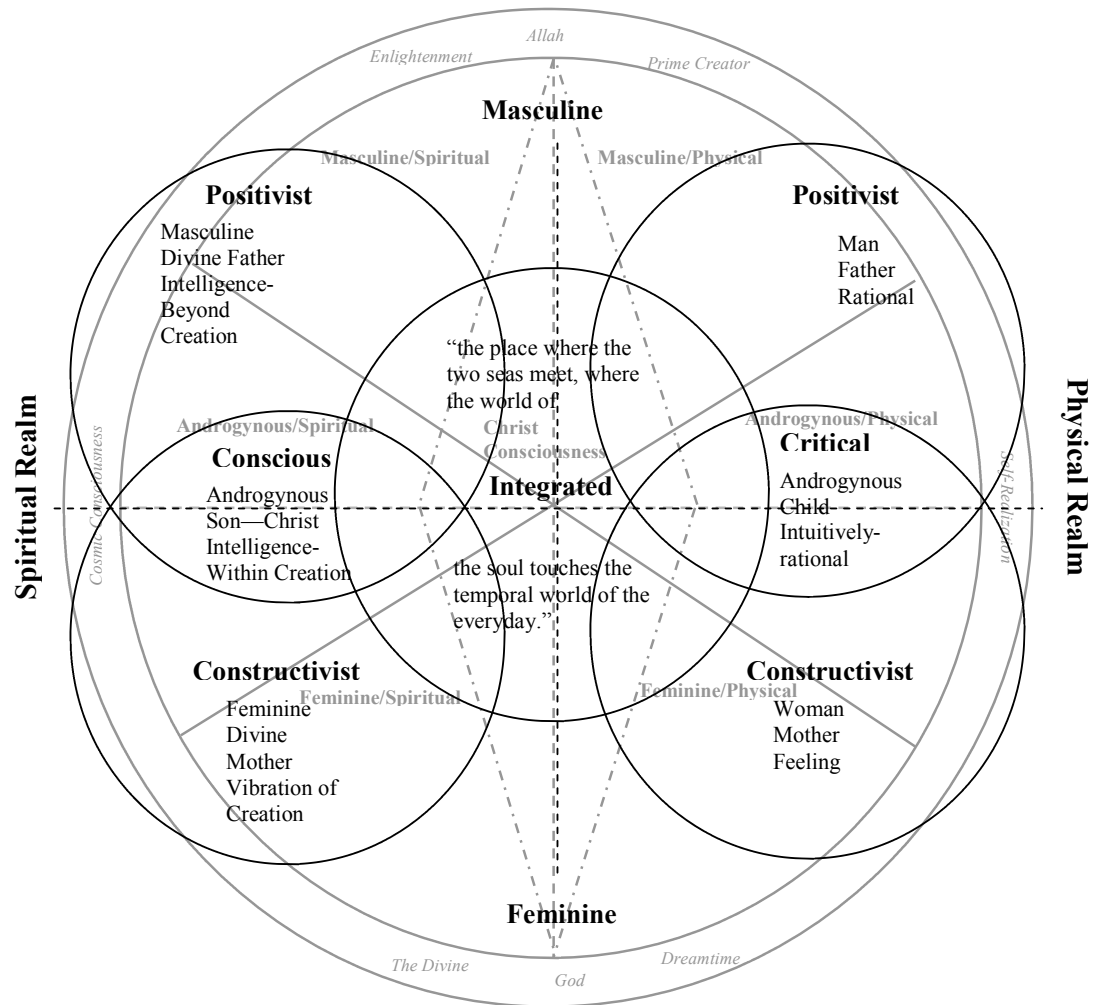 Allah
Enlightenment
Prime Creator
Masculine
Masculine/Spiritual
Masculine/Physical
Positivist
Masculine
Divine Father
Intelligence-
Beyond
Creation
Positivist
Man
Father
Rational
“the place where the
two seas meet, where
the world of
Christ
Consciousness
Integrated
the soul touches the
temporal world of the
everyday.”
Spiritual Realm
Cosmic Consciousness
Androgynous/Spiritual
Conscious
Androgynous
Son—Christ
Intelligence-
Within Creation
Androgynous/Physical
Critical
Androgynous
Child
Intuitively-
rational
Self-Realization
Physical Realm
Constructivist
Feminine/Spiritual
Feminine
Divine
Mother
Vibration of
Creation
Constructivist
Feminine/Physical
Woman
Mother
Feeling
Feminine
The Divine
God
Dreamtime